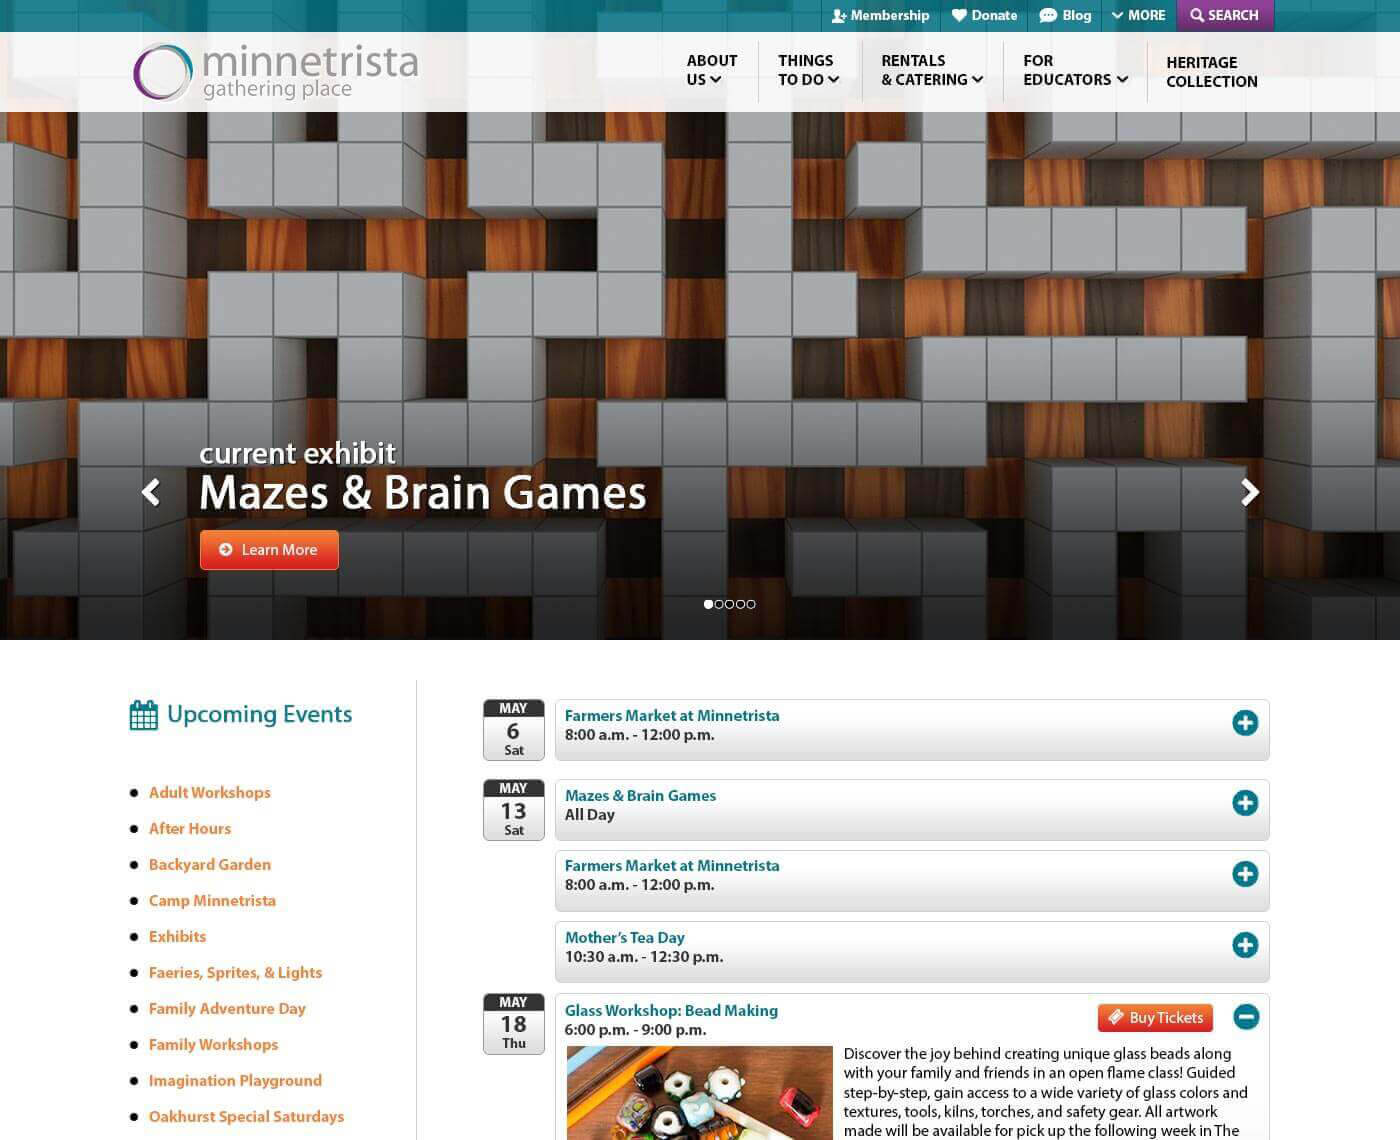 Membership
Donate
Blog
MORE
SEARCH
minnetrista
gathering place
ABOUT
US
THINGS
TO DO
RENTALS
& CATERING
FOR
EDUCATORS
HERITAGE
COLLECTION
current exhibit
Mazes & Brain Games
Learn More
Upcoming Events
Adult Workshops
After Hours
Backyard Garden
Camp Minnetrista
Exhibits
Faeries, Sprites, & Lights
Family Adventure Day
Family Workshops
Imagination Playground
Oakhurst Special Saturdays
MAY
6
Sat
Farmers Market at Minnetrista
8:00 a.m. - 12:00 p.m.
MAY
13
Sat
Mazes & Brain Games
All Day
Farmers Market at Minnetrista
8:00 a.m. - 12:00 p.m.
Mother's Tea Day
10:30 a.m. - 12:30 p.m.
MAY
18
Thu
Glass Workshop: Bead Making
6:00 p.m. - 9:00 p.m.
Buy Tickets
Discover the joy behind creating unique glass beads along
with your family and friends in an open flame class! Guided
step-by-step, gain access to a wide variety of glass colors and
textures, tools, kilns, torches, and safety gear. All artwork
made will be available for pick up the following week in The